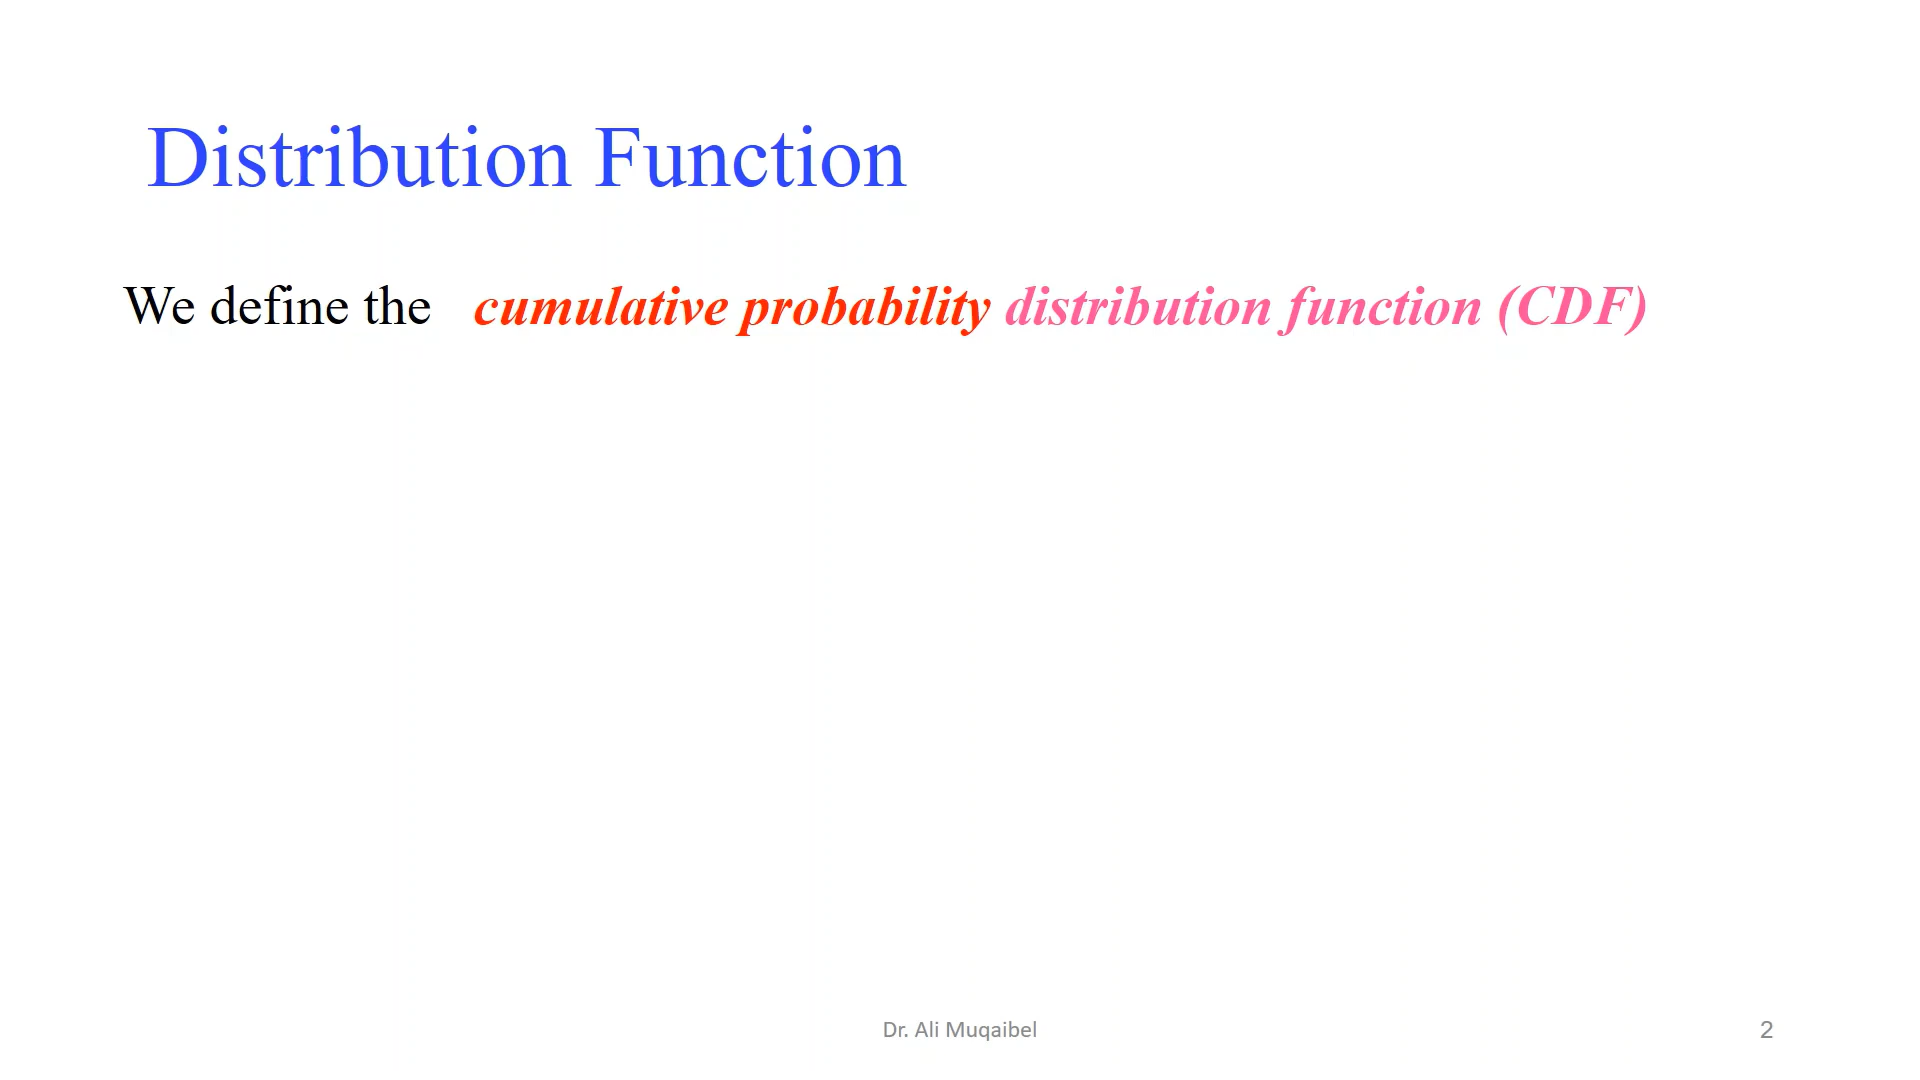 Distribution Function
We define the cumulative probability distribution function (CDF)
Dr. Ali Muqaibel
2